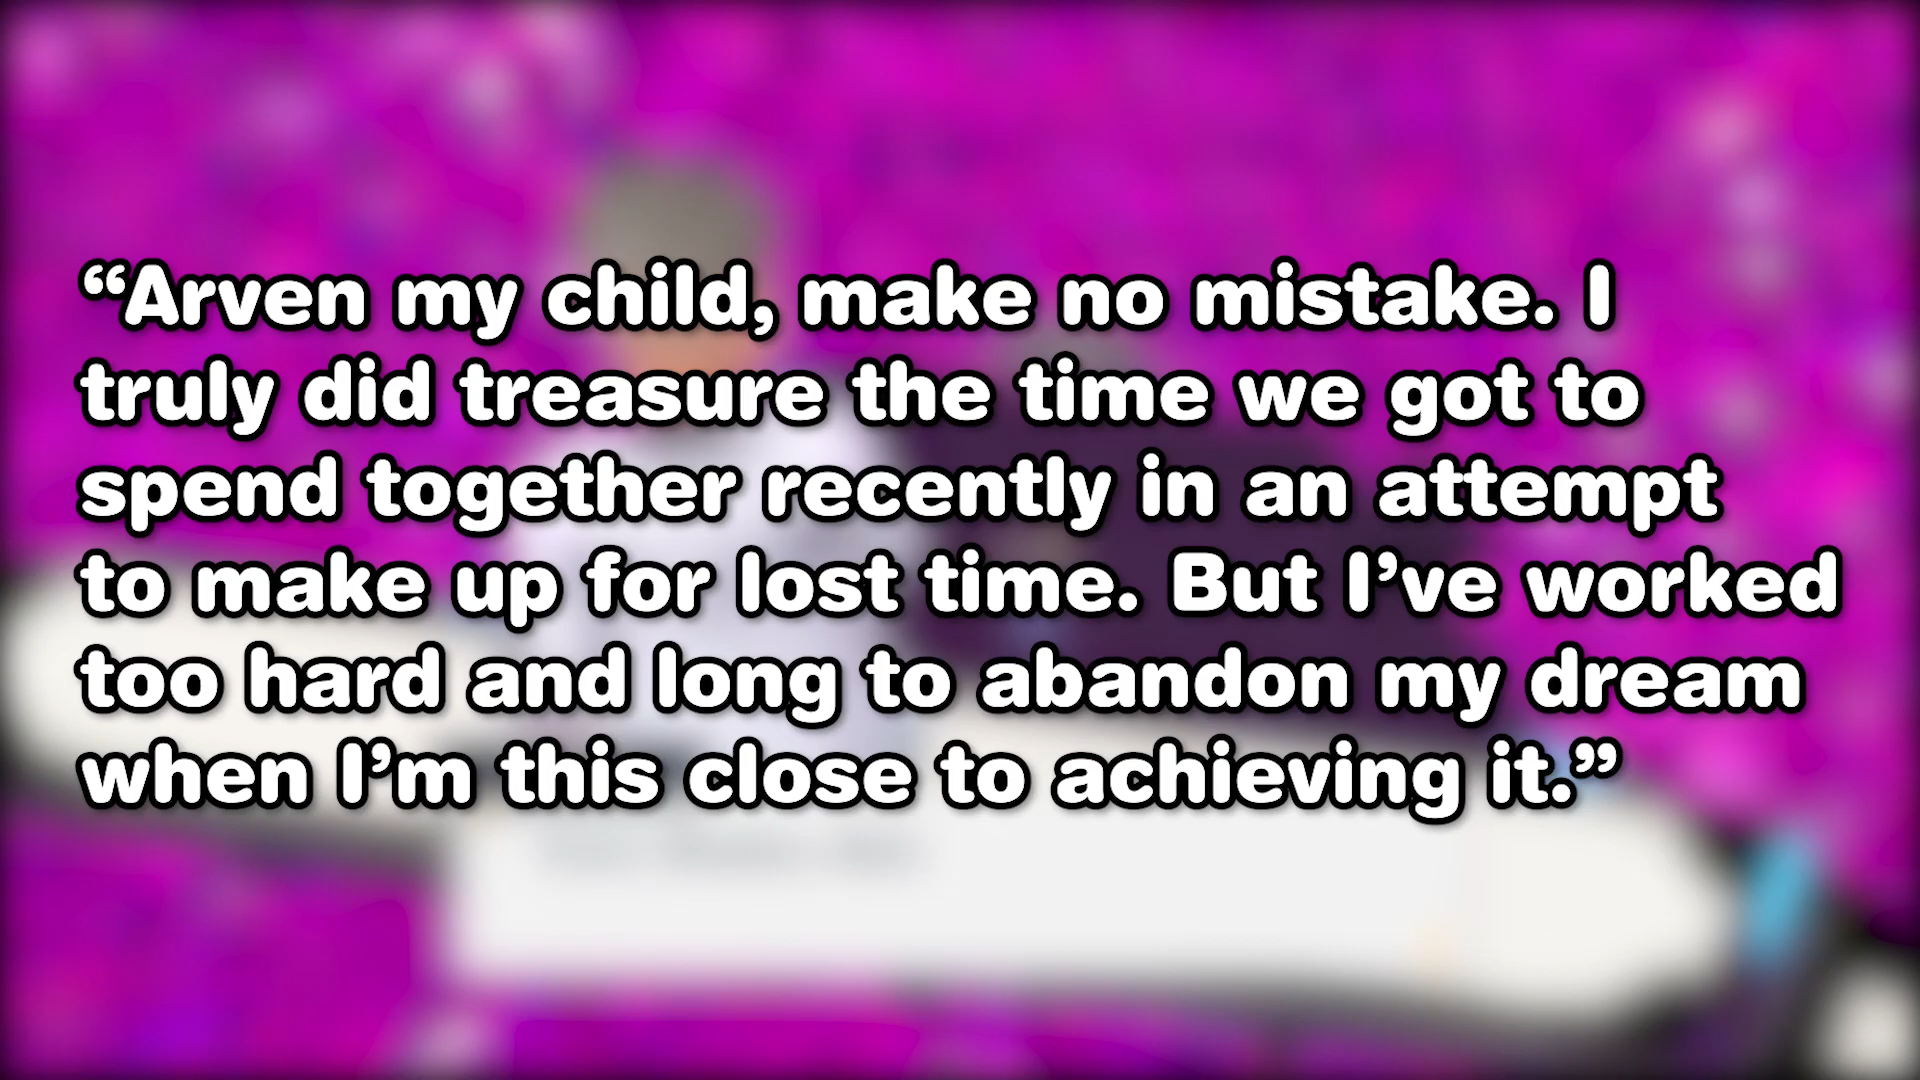 “Arven my child, make no mistake. I
truly did treasure the time we got to
spend together recently in an attempt
to make up for lost time. But I’ve worked
too hard and long to abandon my dream
when I’m this close to achieving it.”